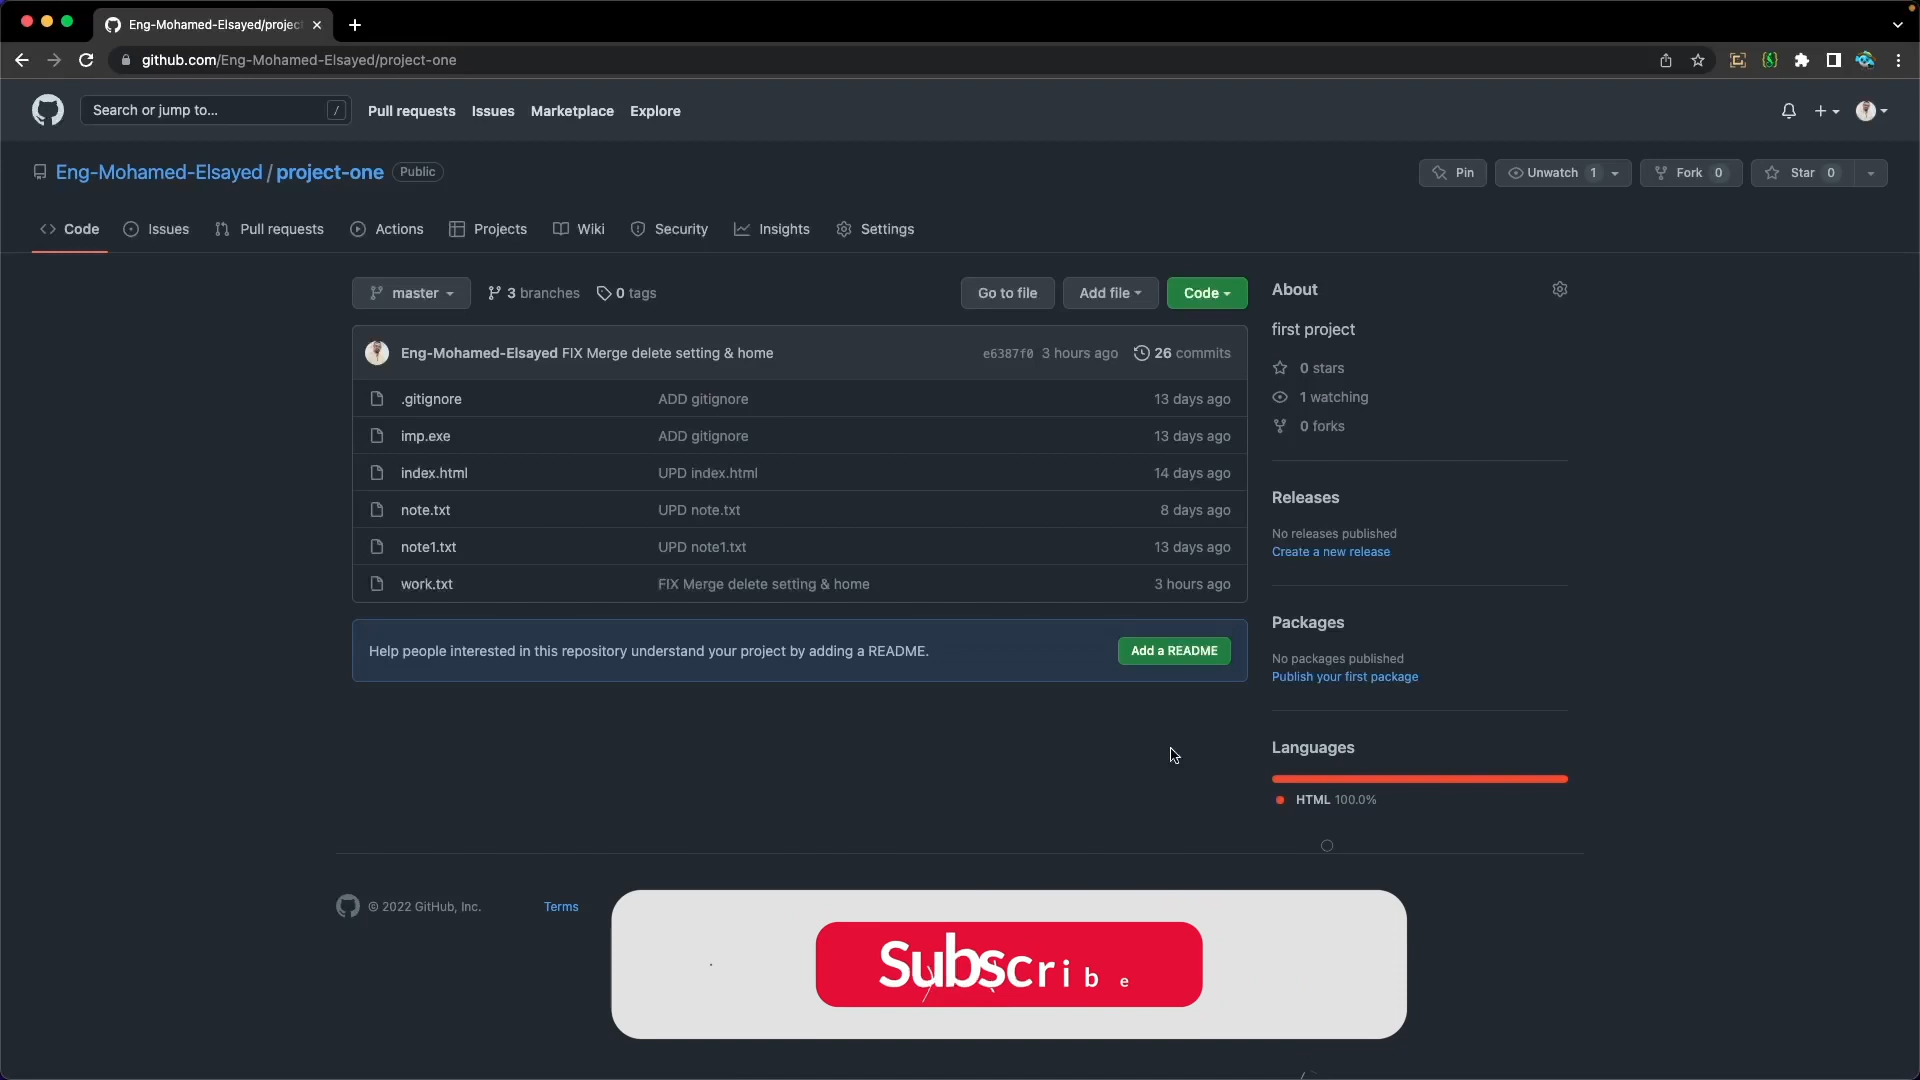 Eng-Mohamed-Elsayed/projec
github.com/Eng-Mohamed-Elsayed/project-one
Search or jump to... /
Pull requests Issues Marketplace Explore
Eng-Mohamed-Elsayed / project-one Public
Pin Unwatch 1 Fork 0 Star 0
Code Issues Pull requests Actions Projects Wiki Security Insights Settings
master 3 branches 0 tags Go to file Add file Code
Eng-Mohamed-Elsayed FIX Merge delete setting & home e6387f0 3 hours ago 26 commits
.gitignore ADD gitignore 13 days ago
imp.exe ADD gitignore 13 days ago
index.html UPD index.html 14 days ago
note.txt UPD note.txt 8 days ago
note1.txt UPD note1.txt 13 days ago
work.txt FIX Merge delete setting & home 3 hours ago
Help people interested in this repository understand your project by adding a README. Add a README
About
first project
0 stars
1 watching
0 forks
Releases
No releases published
Create a new release
Packages
No packages published
Publish your first package
Languages
HTML 100.0%
© 2022 GitHub, Inc. Terms
Subscribe